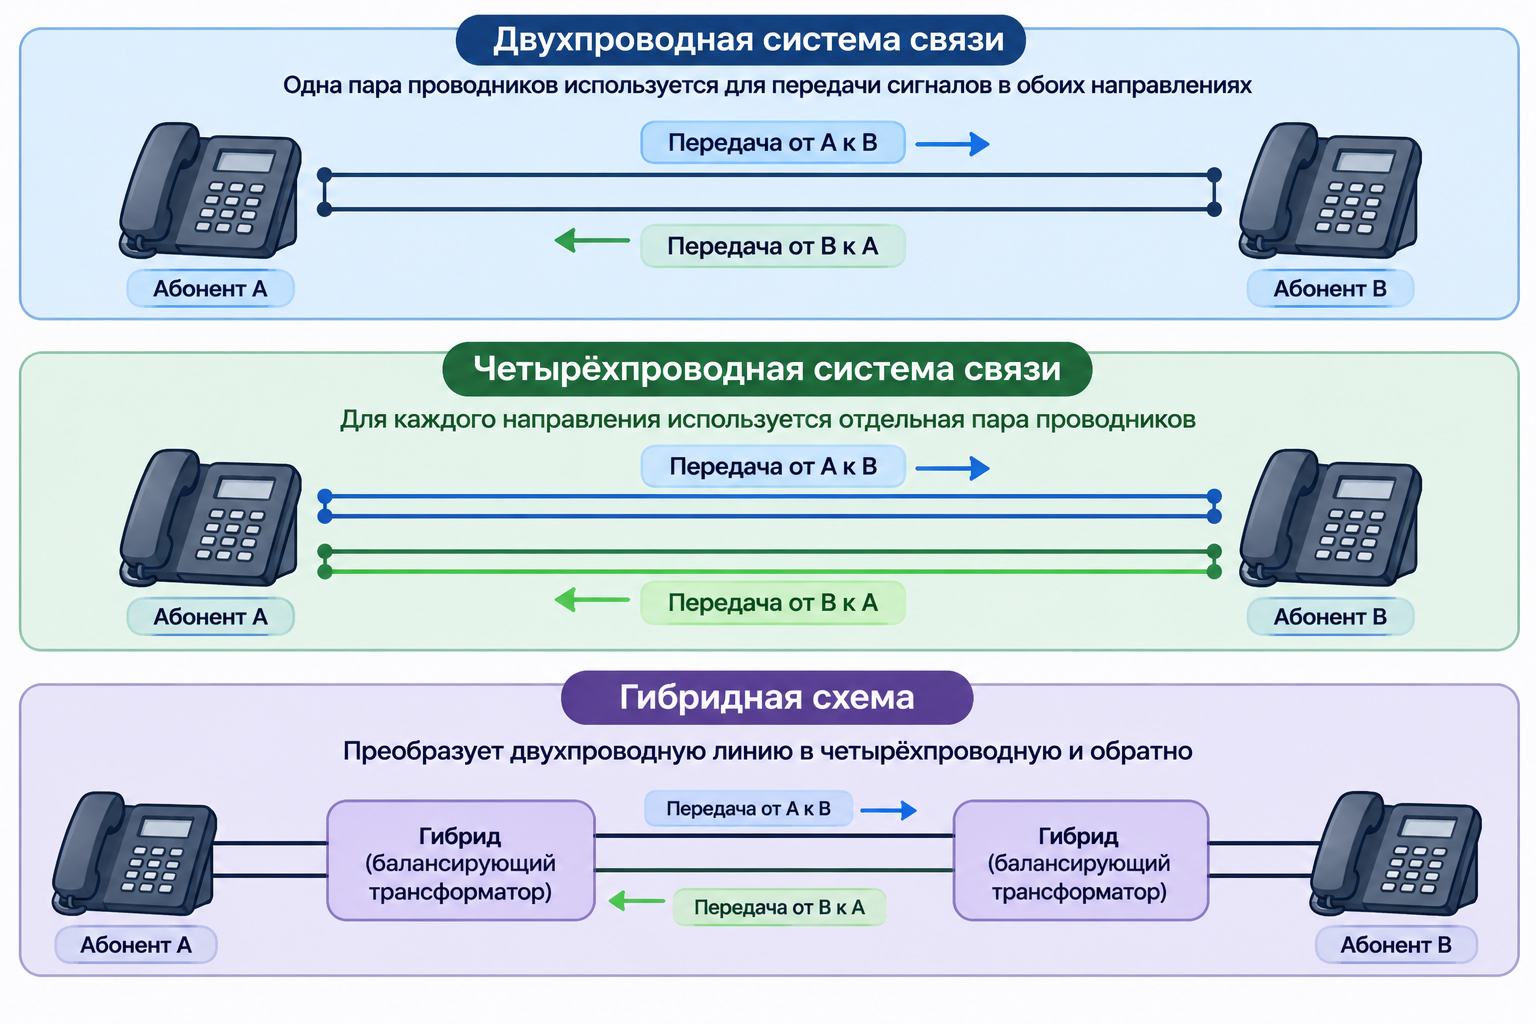 Двухпроводная система связи
Одна пара проводников используется для передачи сигналов в обоих направлениях
Передача от А к В
Передача от В к А
Абонент А
Абонент В
Четырёхпроводная система связи
Для каждого направления используется отдельная пара проводников
Передача от А к В
Передача от В к А
Абонент А
Абонент В
Гибридная схема
Преобразует двухпроводную линию в четырёхпроводную и обратно
Передача от А к В
Гибрид
(балансирующий
трансформатор)
Гибрид
(балансирующий
трансформатор)
Передача от В к А
Абонент А
Абонент В